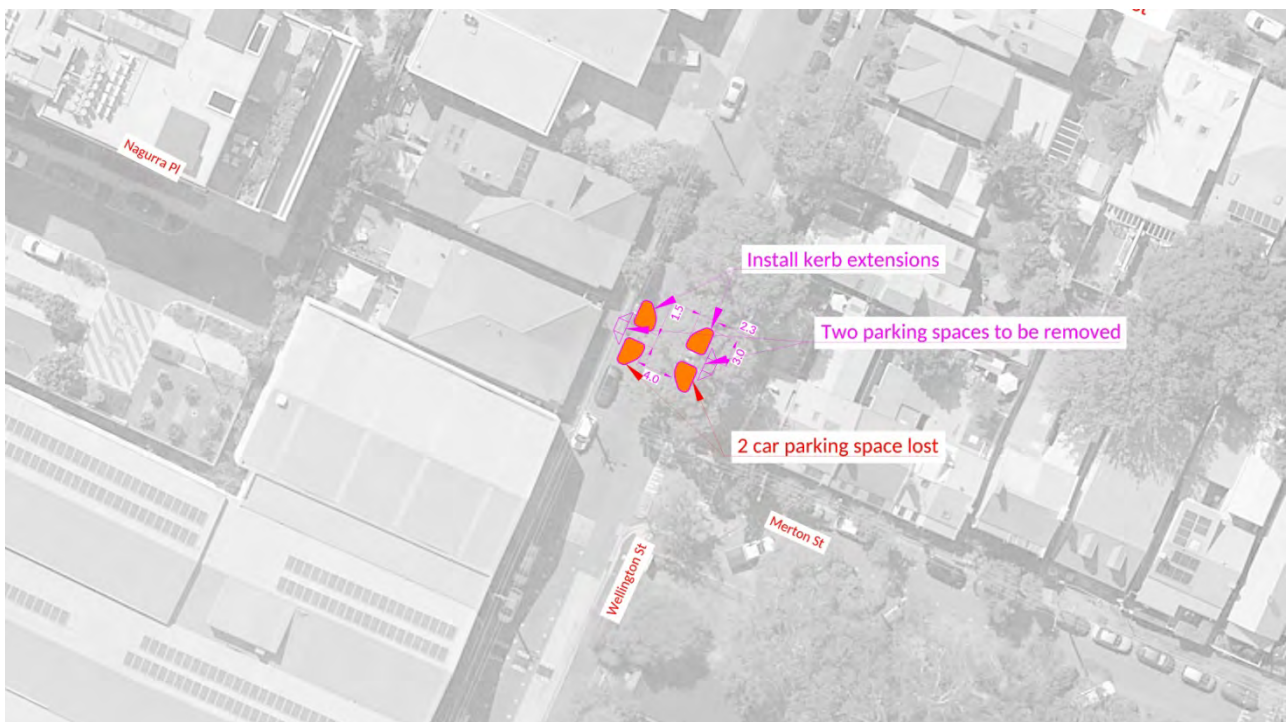 Nagurra Pl
Install kerb extensions
1.5
2.3
Two parking spaces to be removed
3.0
4.0
2 car parking space lost
Merton St
Wellington St